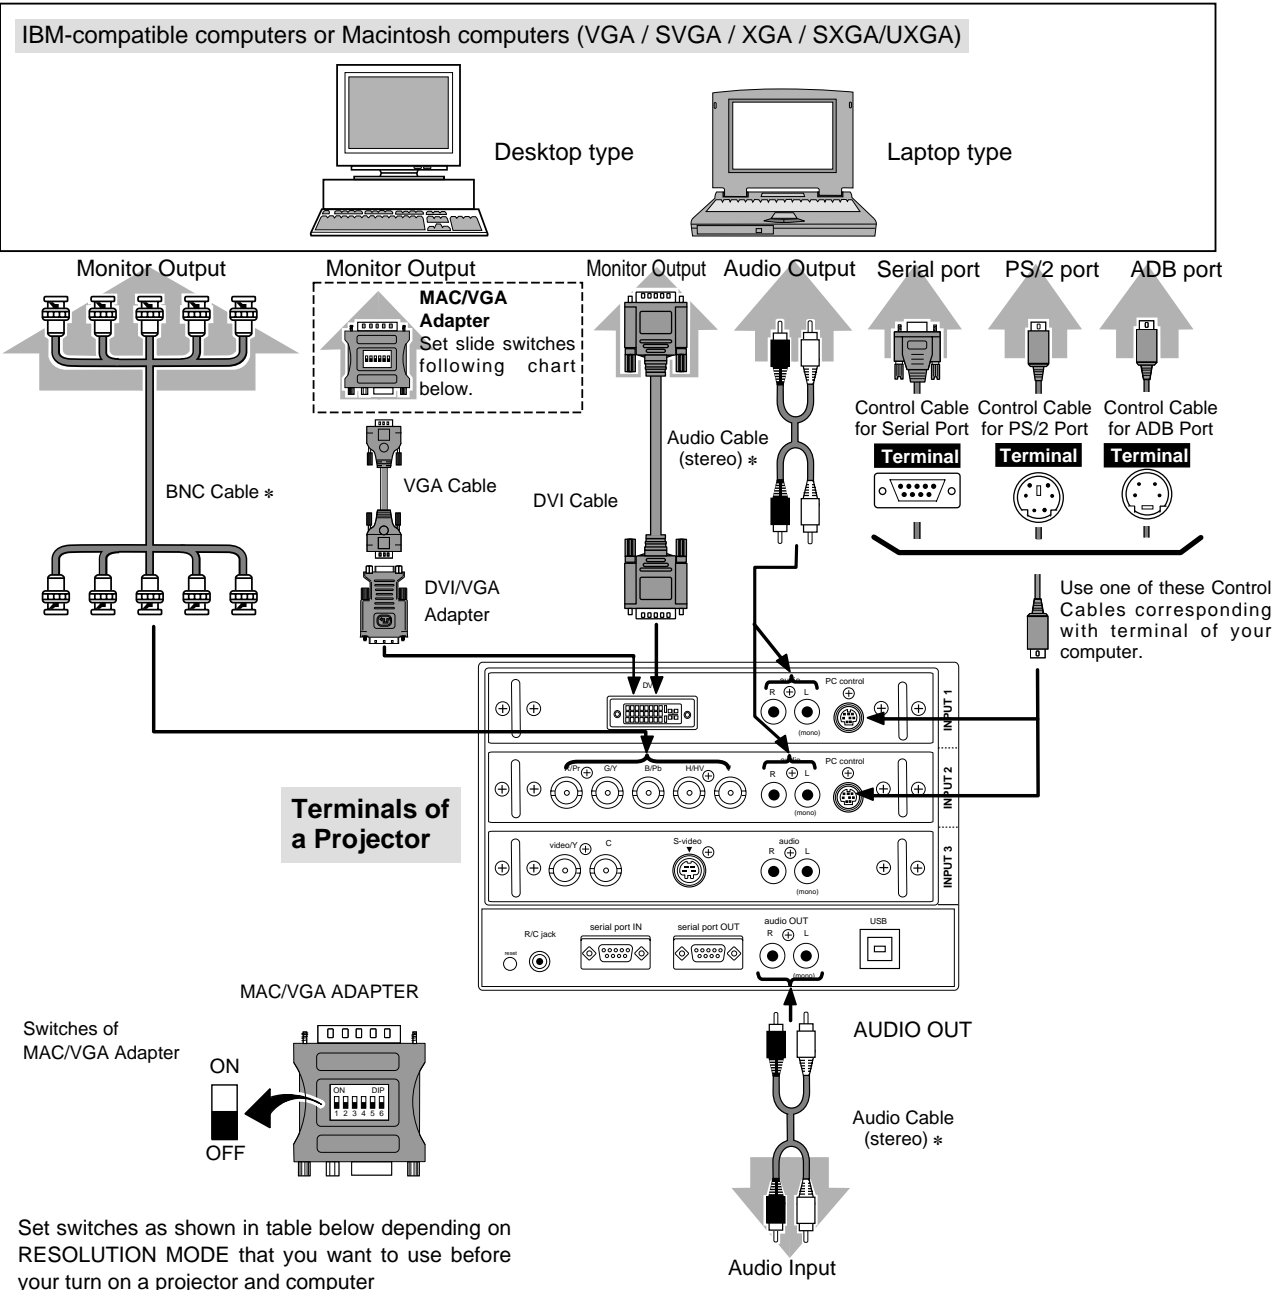 IBM-compatible computers or Macintosh computers (VGA / SVGA / XGA / SXGA/UXGA)
Desktop type
Laptop type
Monitor Output
Monitor Output
Monitor Output
Audio Output
Serial port
PS/2 port
ADB port
MAC/VGA
Adapter
Set slide switches
following chart
below.
Control Cable
for Serial Port
Control Cable
for PS/2 Port
Control Cable
for ADB Port
Terminal
Terminal
Terminal
Audio Cable
(stereo) *
BNC Cable *
VGA Cable
DVI Cable
DVI/VGA
Adapter
Use one of these Control
Cables corresponding
with terminal of your
computer.
R L
PC control
(mono)
INPUT 1
G/Y B/Pb H/HV
R L
PC control
(mono)
INPUT 2
Terminals of
a Projector
video/Y C
S-video
audio
R L
(mono)
INPUT 3
reset
R/C jack
serial port IN
serial port OUT
audio OUT
R L
(mono)
USB
MAC/VGA ADAPTER
Switches of
MAC/VGA Adapter
ON
OFF
ON DIP
1 2 3 4 5 6
AUDIO OUT
Audio Cable
(stereo) *
Audio Input
Set switches as shown in table below depending on
RESOLUTION MODE that you want to use before
your turn on a projector and computer